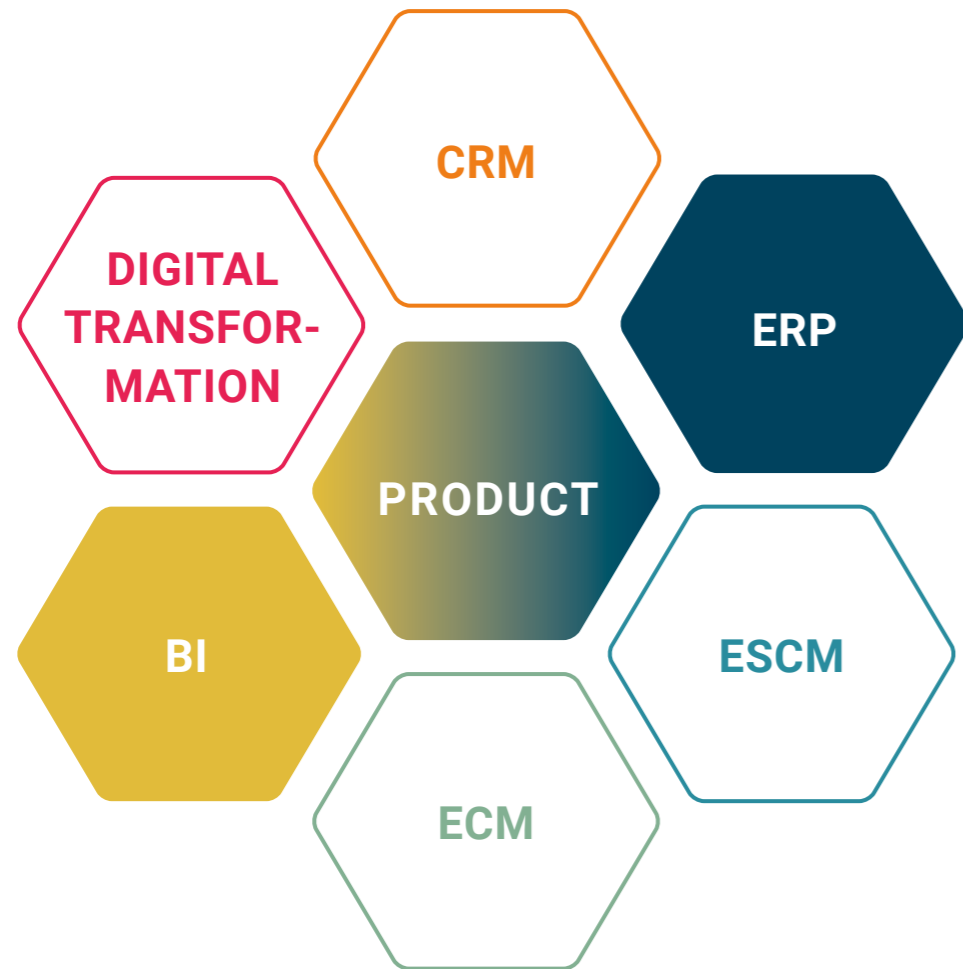 CRM
DIGITAL
TRANSFOR-
MATION
ERP
PRODUCT
BI
ESCM
ECM